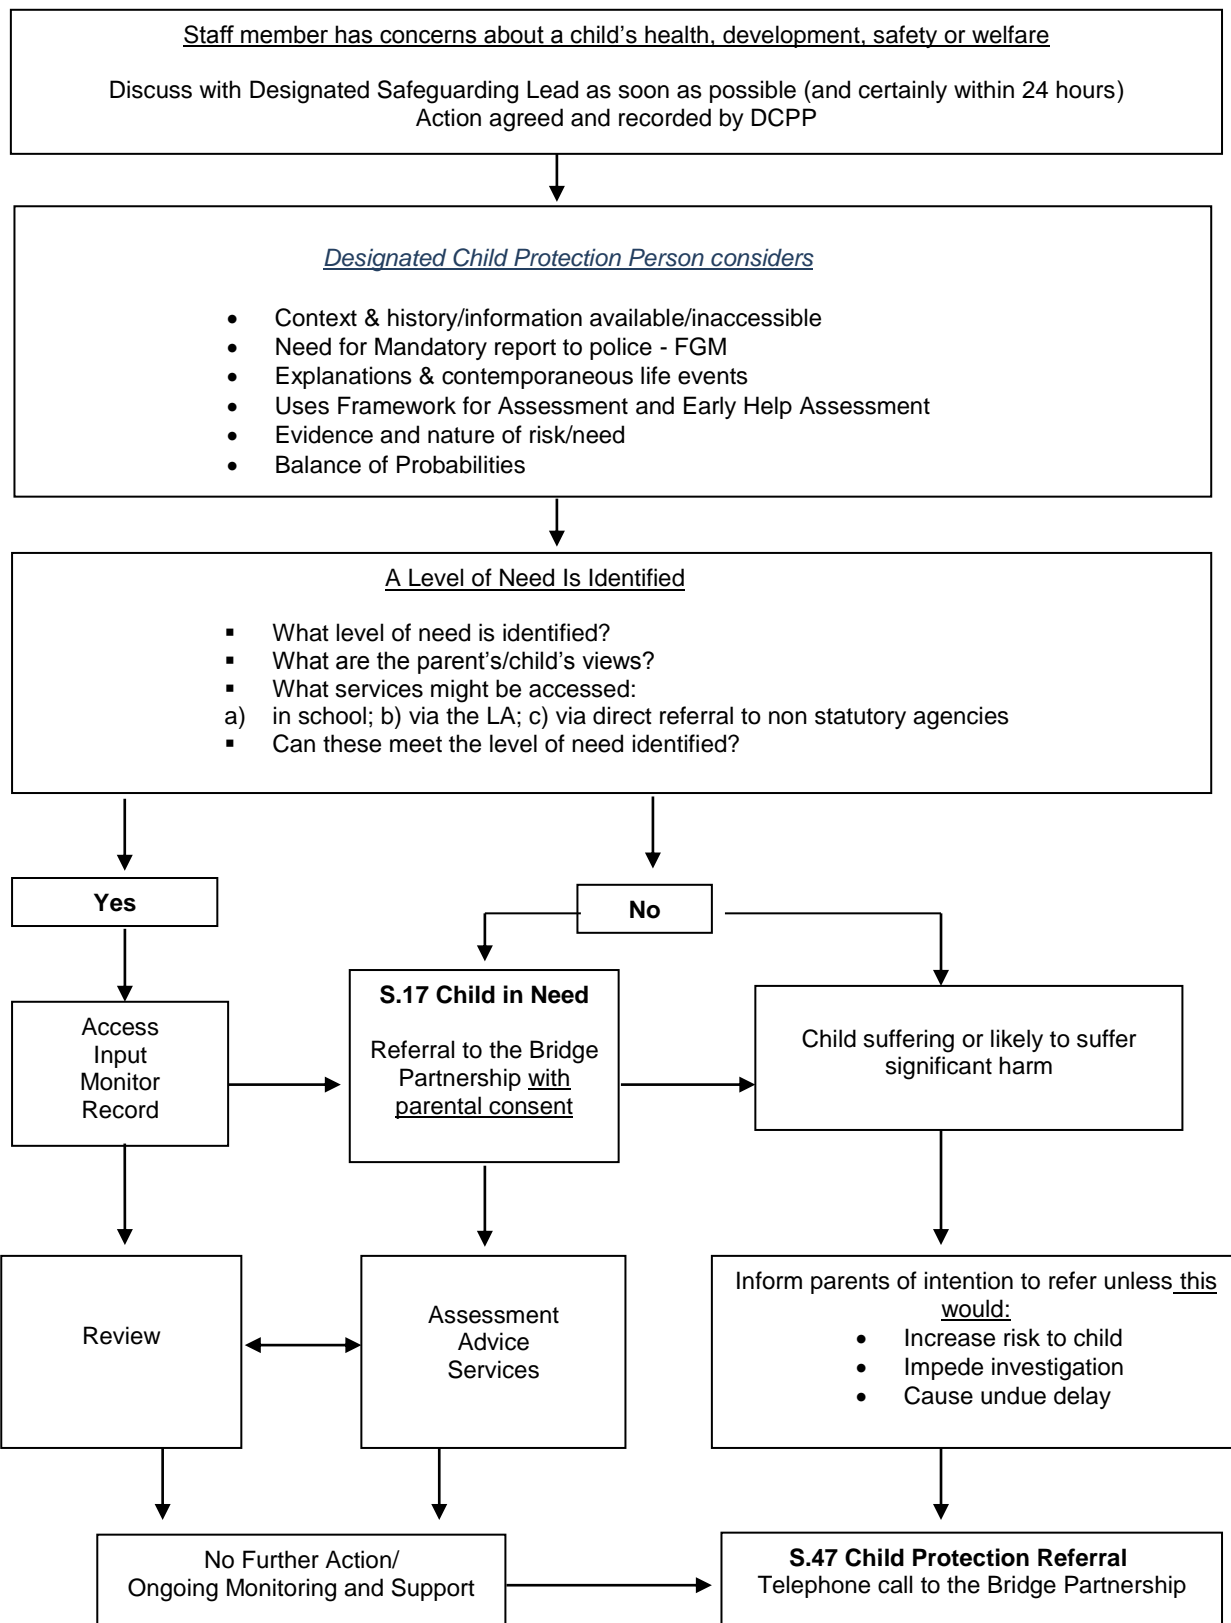 Staff member has concerns about a child’s health, development, safety or welfare
Discuss with Designated Safeguarding Lead as soon as possible (and certainly within 24 hours)
Action agreed and recorded by DCPP
Designated Child Protection Person considers
• Context & history/information available/inaccessible
• Need for Mandatory report to police - FGM
• Explanations & contemporaneous life events
• Uses Framework for Assessment and Early Help Assessment
• Evidence and nature of risk/need
• Balance of Probabilities
A Level of Need Is Identified
▪ What level of need is identified?
▪ What are the parent’s/child’s views?
▪ What services might be accessed:
a) in school; b) via the LA; c) via direct referral to non statutory agencies
▪ Can these meet the level of need identified?
Yes
No
Access
Input
Monitor
Record
S.17 Child in Need
Referral to the Bridge
Partnership with
parental consent
Child suffering or likely to suffer
significant harm
Review
Assessment
Advice
Services
Inform parents of intention to refer unless this
would:
• Increase risk to child
• Impede investigation
• Cause undue delay
No Further Action/
Ongoing Monitoring and Support
S.47 Child Protection Referral
Telephone call to the Bridge Partnership